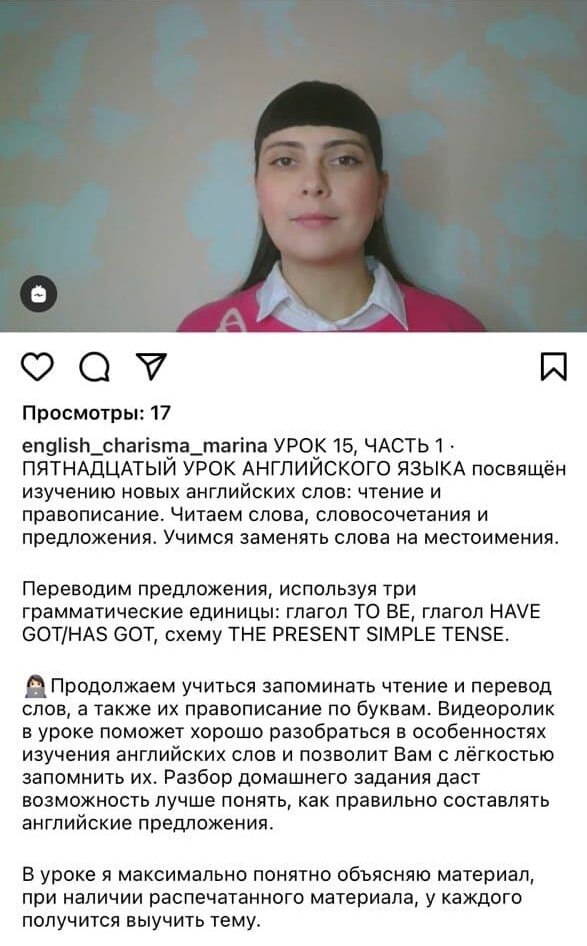 Просмотры: 17
english_charisma_marina УРОК 15, ЧАСТЬ 1 ·
ПЯТНАДЦАТЫЙ УРОК АНГЛИЙСКОГО ЯЗЫКА посвящён
изучению новых английских слов: чтение и
правописание. Читаем слова, словосочетания и
предложения. Учимся заменять слова на местоимения.
Переводим предложения, используя три
грамматические единицы: глагол TO BE, глагол HAVE
GOT/HAS GOT, схему THE PRESENT SIMPLE TENSE.
Продолжаем учиться запоминать чтение и перевод
слов, а также их правописание по буквам. Видеоролик
в уроке поможет хорошо разобраться в особенностях
изучения английских слов и позволит Вам с лёгкостью
запомнить их. Разбор домашнего задания даст
возможность лучше понять, как правильно составлять
английские предложения.
В уроке я максимально понятно объясняю материал,
при наличии распечатанного материала, у каждого
получится выучить тему.